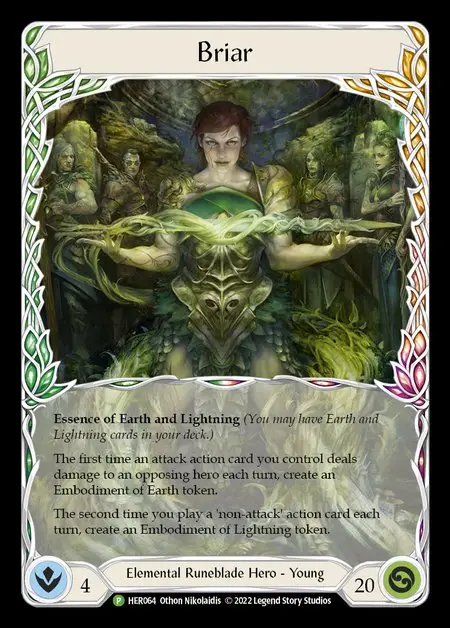 Briar
Essence of Earth and Lightning (You may have Earth and
Lightning cards in your deck.)
The first time an attack action card you control deals
damage to an opposing hero each turn, create an
Embodiment of Earth token.
The second time you play a 'non-attack' action card each
turn, create an Embodiment of Lightning token.
4
Elemental Runeblade Hero - Young
20
P HER064 Othon Nikolaidis © 2022 Legend Story Studios